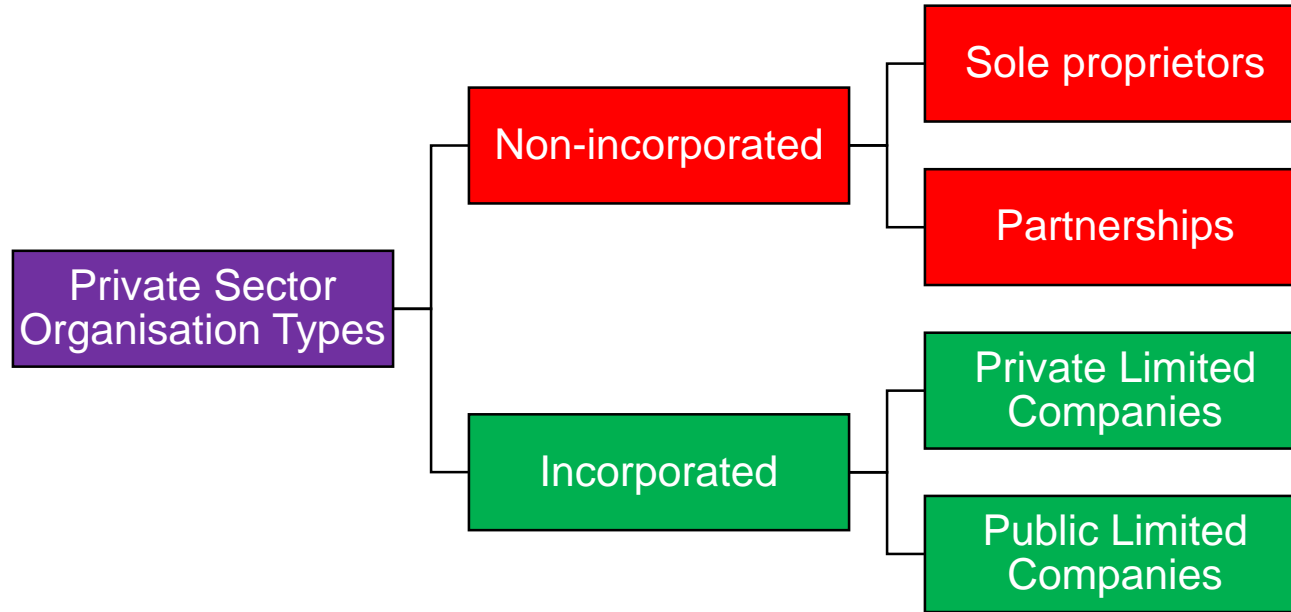 Sole proprietors
Non-incorporated
Partnerships
Private Sector
Organisation Types
Private Limited
Companies
Incorporated
Public Limited
Companies